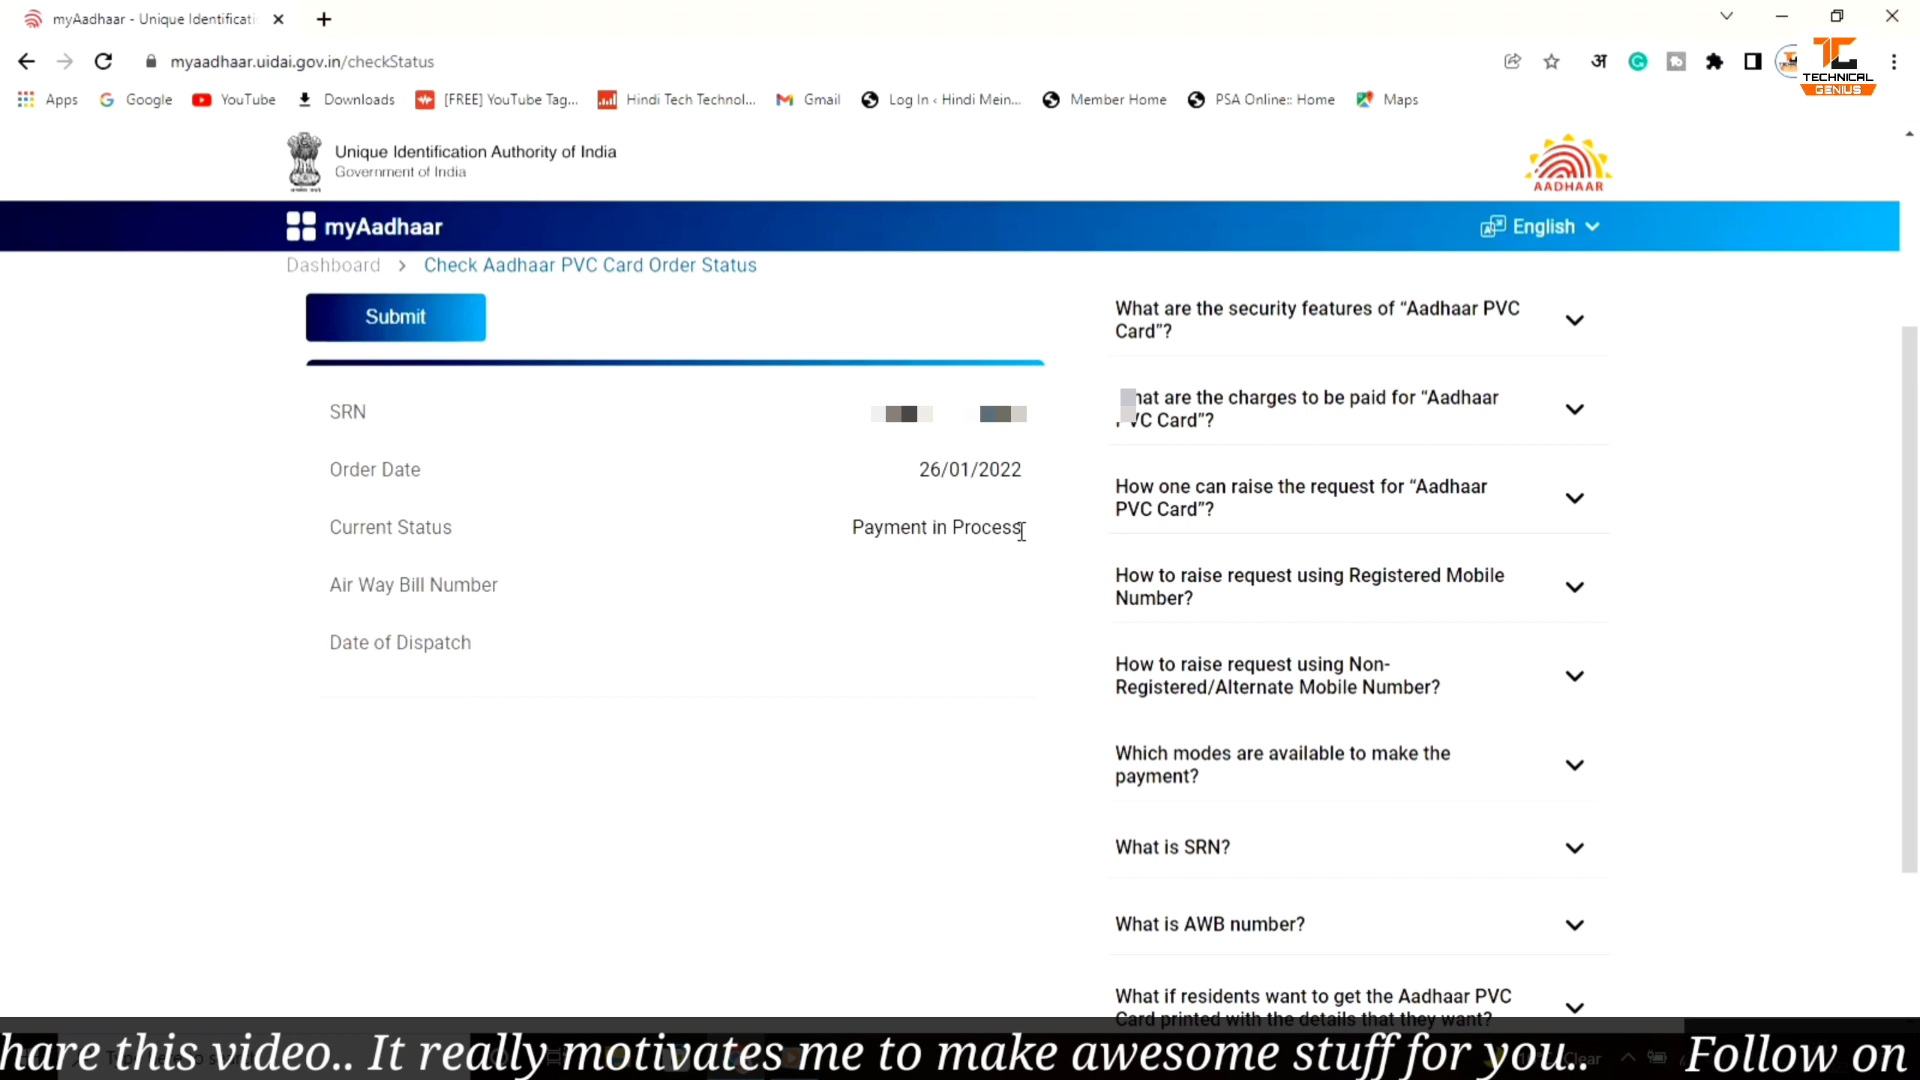 myAadhaar - Unique Identificati
myaadhaar.uidai.gov.in/checkStatus
अ
TECHNICAL
GENIUS
Apps
Google
YouTube
Downloads
[FREE] YouTube Tag...
Hindi Tech Technol...
Gmail
Log In ‹ Hindi Mein...
Member Home
PSA Online:: Home
Maps
Unique Identification Authority of India
Government of India
AADHAAR
myAadhaar
English
Dashboard > Check Aadhaar PVC Card Order Status
Submit
SRN
Order Date 26/01/2022
Current Status Payment in Process
Air Way Bill Number
Date of Dispatch
What are the security features of “Aadhaar PVC
Card”?
hat are the charges to be paid for “Aadhaar
VC Card”?
How one can raise the request for “Aadhaar
PVC Card”?
How to raise request using Registered Mobile
Number?
How to raise request using Non-
Registered/Alternate Mobile Number?
Which modes are available to make the
payment?
What is SRN?
What is AWB number?
What if residents want to get the Aadhaar PVC
Card printed with the details that they want?
hare this video.. It really motivates me to make awesome stuff for you.. Follow on